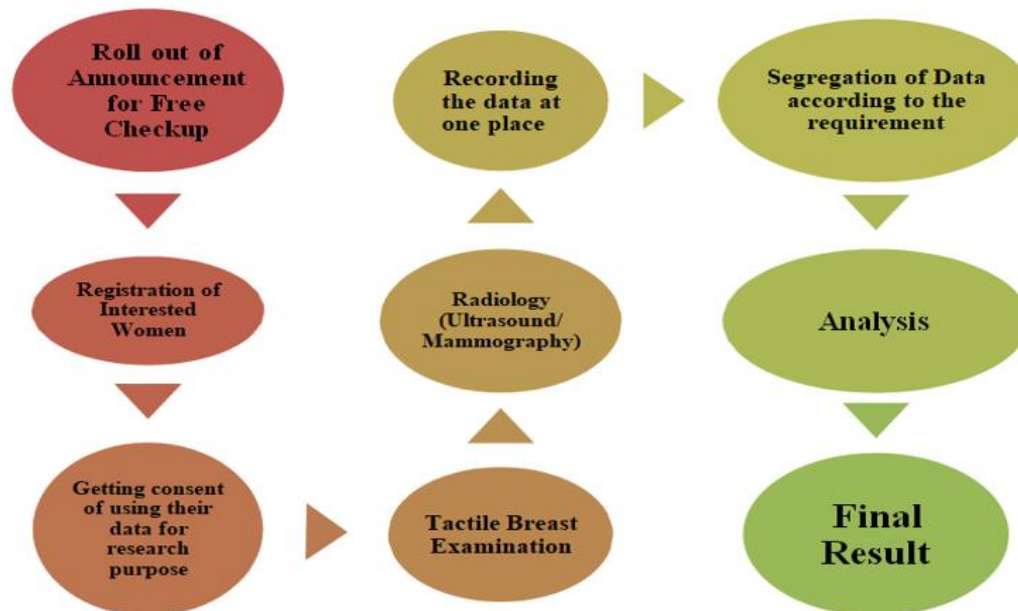 Roll out of
Announcement
for Free
Checkup
Registration of
Interested
Women
Getting consent
of using their
data for
research
purpose
Tactile Breast
Examination
Radiology
(Ultrasound/
Mammography)
Recording
the data at
one place
Segregation of Data
according to the
requirement
Analysis
Final
Result